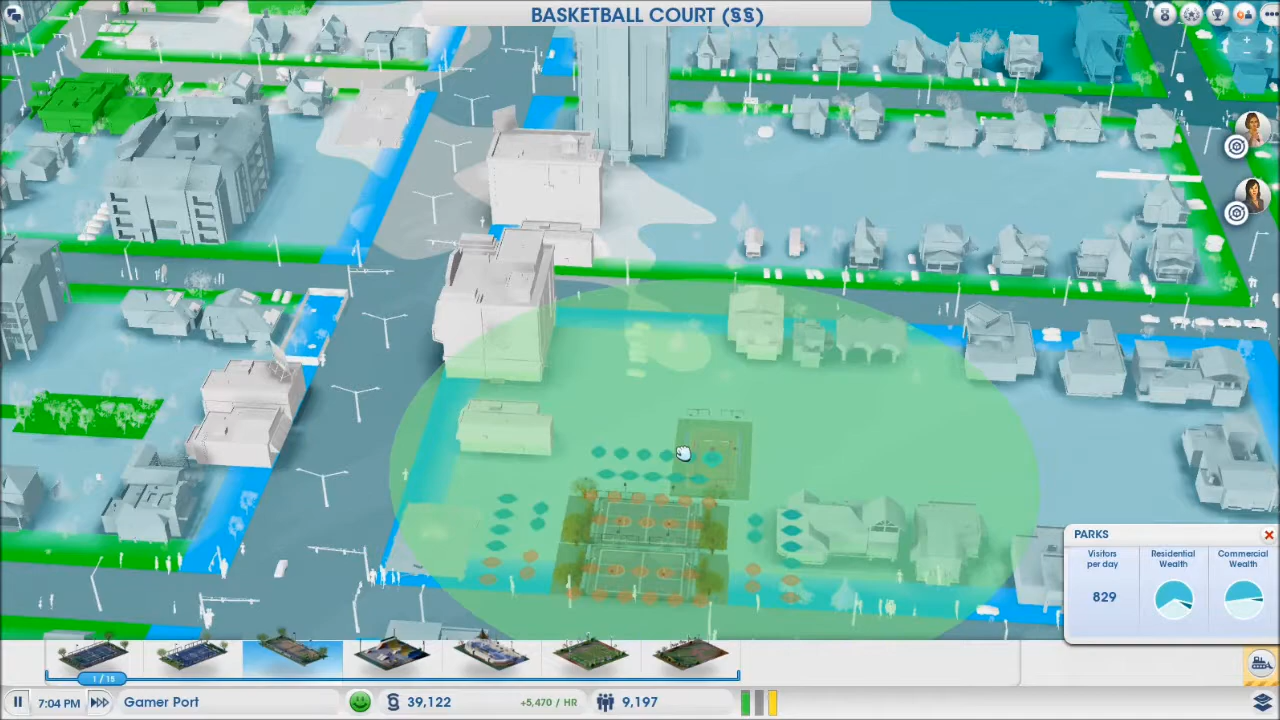 BASKETBALL COURT (§§)
PARKS
Visitors per day
Residential Wealth
Commercial Wealth
829
1 / 15
7:04 PM
Gamer Port
39,122
+5,470 / HR
9,197